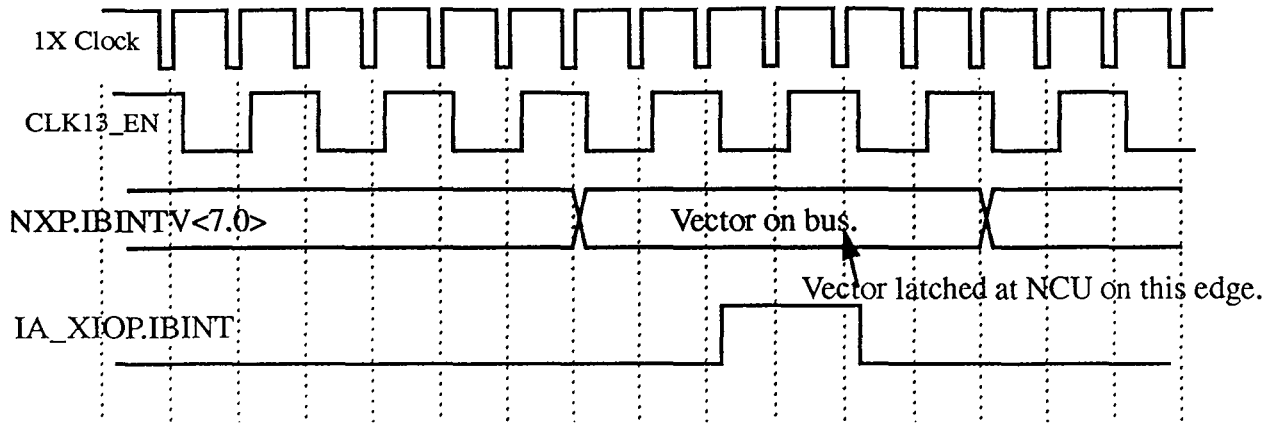 1X Clock
CLK13_EN
NXP.IBINTV<7.0>
Vector on bus.
Vector latched at NCU on this edge.
IA_XIOP.IBINT